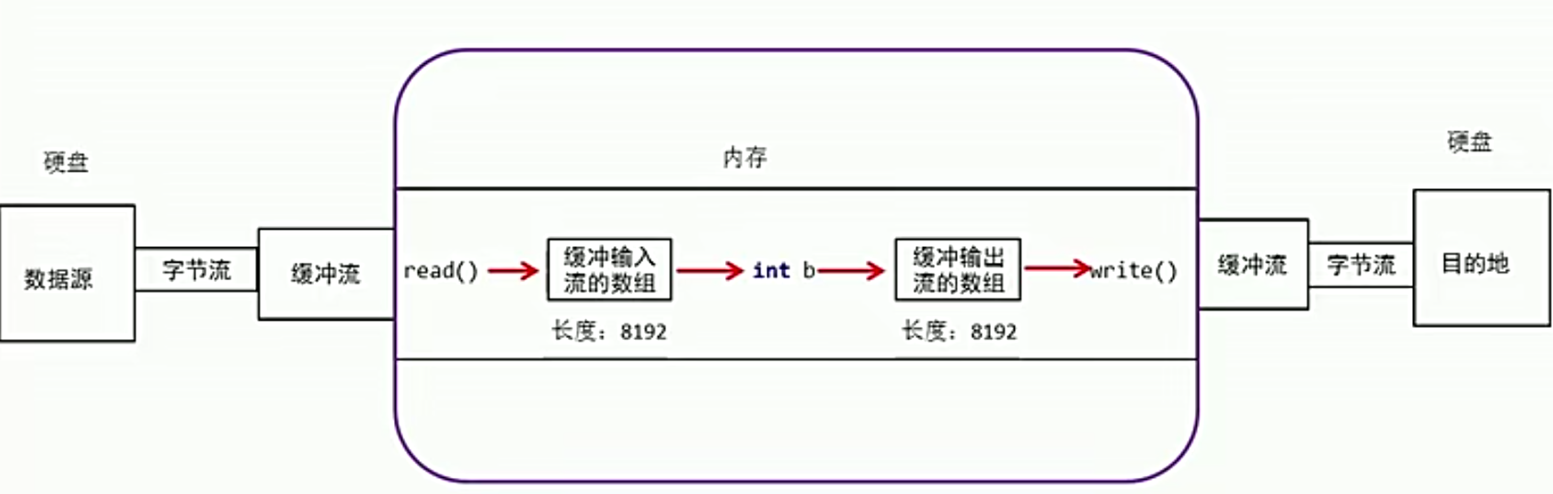 硬盘
硬盘
内存
数据源
字节流
缓冲流
read()
缓冲输入
流的数组
int b
缓冲输出
流的数组
write()
缓冲流
字节流
目的地
长度：8192
长度：8192